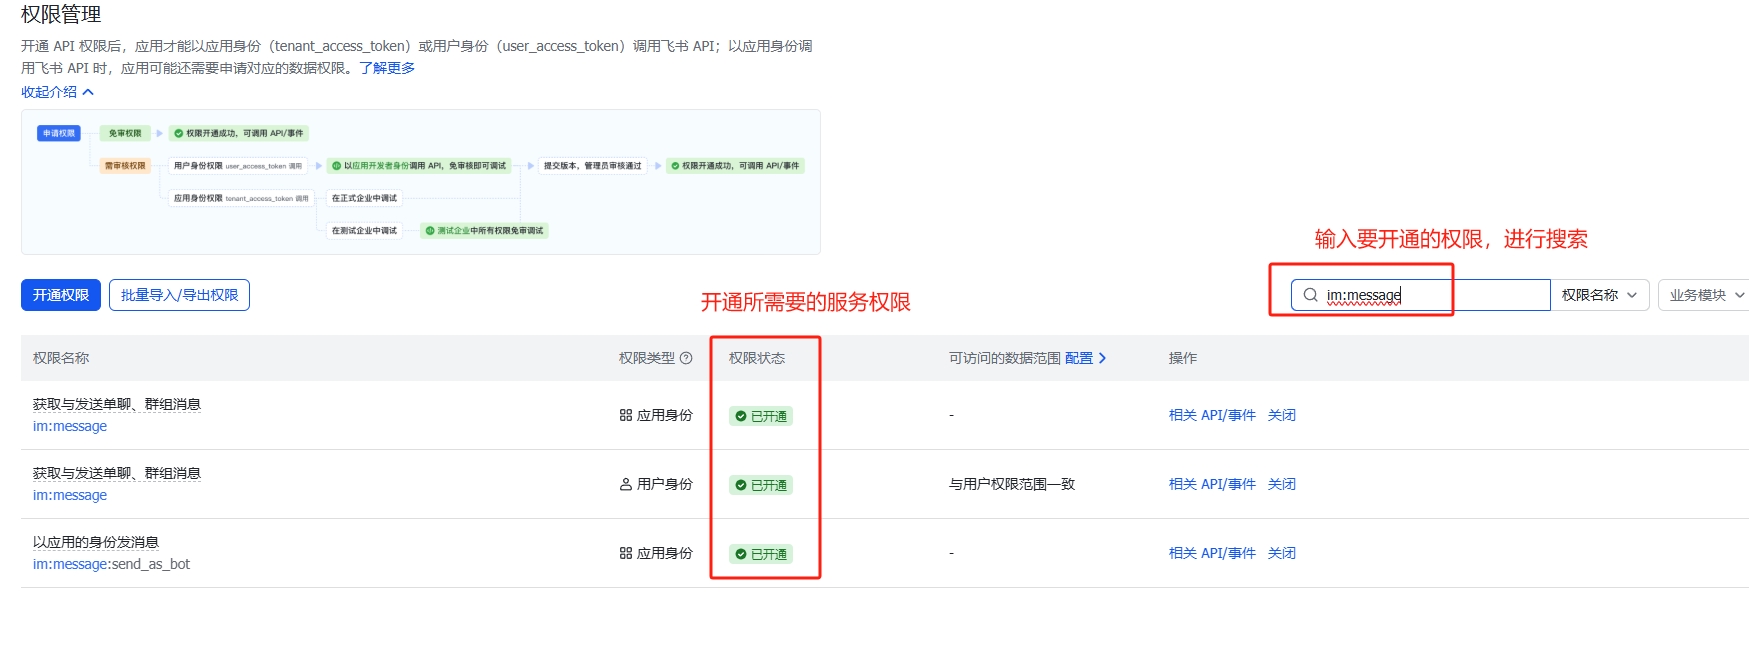 权限管理
开通 API 权限后，应用才能以应用身份（tenant_access_token）或用户身份（user_access_token）调用飞书 API；以应用身份调
用飞书 API 时，应用可能还需要申请对应的数据权限。了解更多
收起介绍
申请权限 免审权限 权限开通成功，可调用 API/事件
需审核权限 用户身份权限 user_access_token 调用 以应用开发者身份调用 API，免审核即可调试 提交版本，管理员审核通过 权限开通成功，可调用 API/事件
应用身份权限 tenant_access_token 调用 在正式企业中调试
在测试企业中调试 测试企业中所有权限免审调试
输入要开通的权限，进行搜索
开通权限 批量导入/导出权限 im:message 权限名称 业务模块
开通所需要的服务权限
权限名称 权限类型 权限状态 可访问的数据范围 配置 操作
获取与发送单聊、群组消息
im:message 应用身份 已开通 - 相关 API/事件 关闭
获取与发送单聊、群组消息
im:message 用户身份 已开通 与用户权限范围一致 相关 API/事件 关闭
以应用的身份发消息
im:message:send_as_bot 应用身份 已开通 - 相关 API/事件 关闭